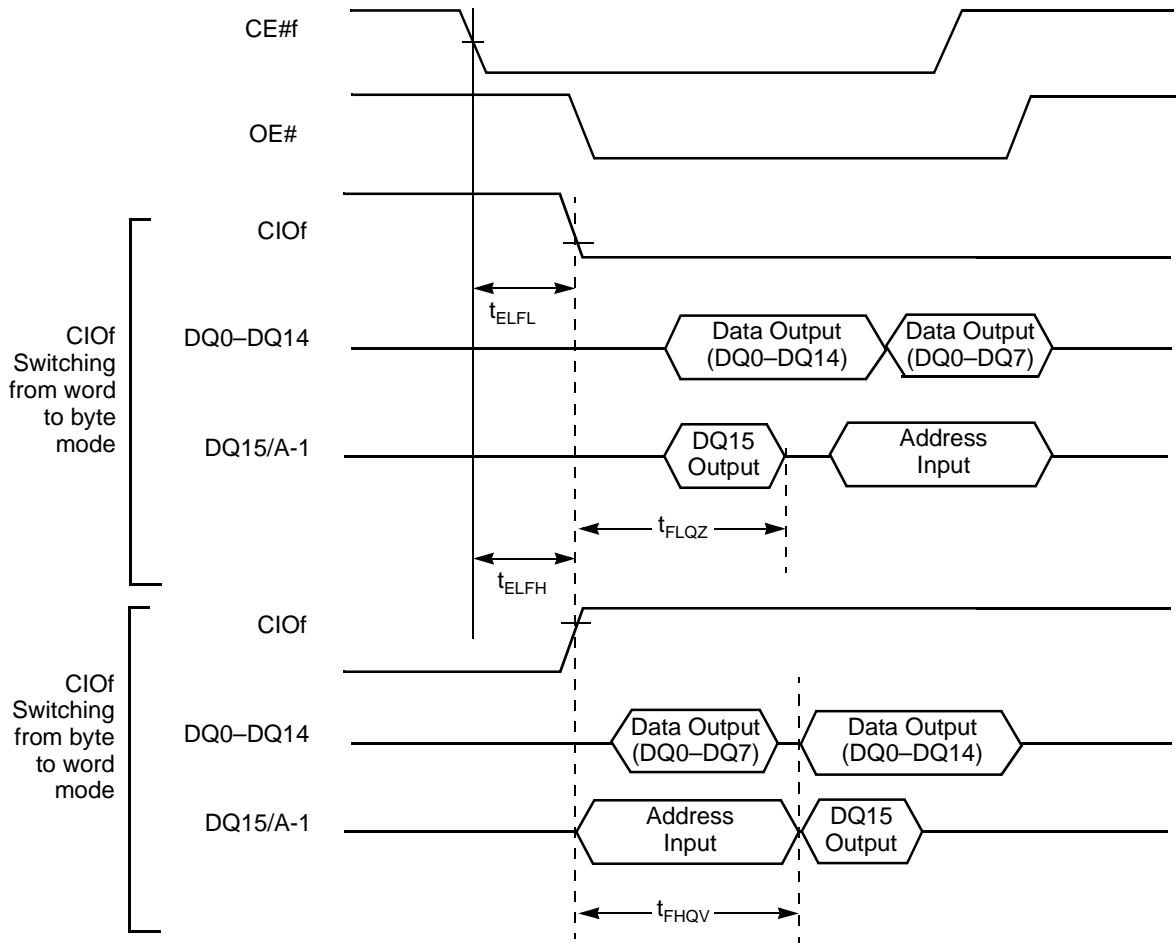 CE#f
OE#
CIOf
tELFL
CIOf
Switching
from word
to byte
mode
DQ0–DQ14
Data Output
(DQ0–DQ14)
Data Output
(DQ0–DQ7)
DQ15/A-1
DQ15
Output
Address
Input
tFLQZ
tELFH
CIOf
CIOf
Switching
from byte
to word
mode
DQ0–DQ14
Data Output
(DQ0–DQ7)
Data Output
(DQ0–DQ14)
DQ15/A-1
Address
Input
DQ15
Output
tFHQV